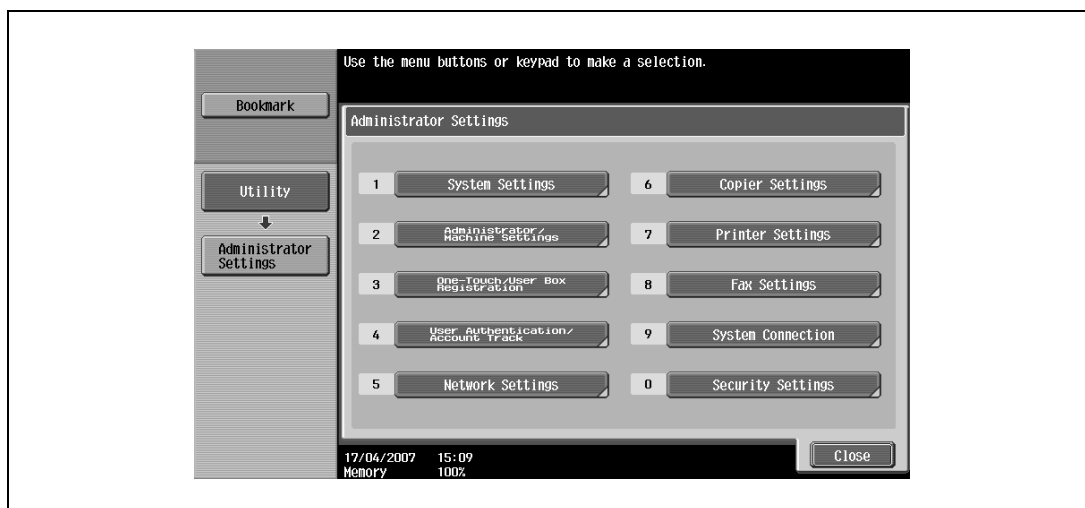 Use the menu buttons or keypad to make a selection.
Bookmark
Administrator Settings
Utility
Administrator
Settings
1 System Settings
2 Administrator/
Machine Settings
3 One-Touch/User Box
Registration
4 User Authentication/
Account Track
5 Network Settings
6 Copier Settings
7 Printer Settings
8 Fax Settings
9 System Connection
0 Security Settings
17/04/2007 15:09
Memory 100%
Close